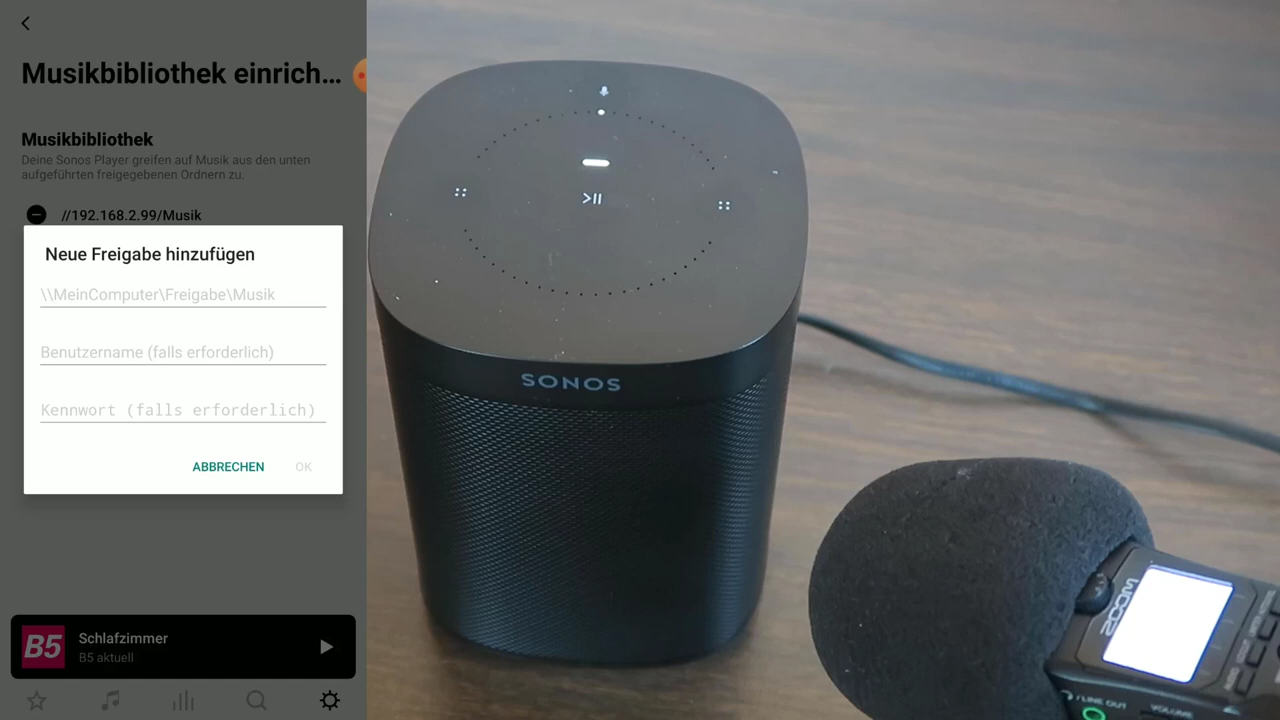 Musikbibliothek einrich...
Musikbibliothek
Deine Sonos Player greifen auf Musik aus den unten
aufgeführten freigegebenen Ordnern zu.
//192.168.2.99/Musik
Neue Freigabe hinzufügen
\\MeinComputer\Freigabe\Musik
Benutzername (falls erforderlich)
Kennwort (falls erforderlich)
ABBRECHEN
OK
B5
Schlafzimmer
B5 aktuell
SONOS
ZOOM
/LINE OUT
VOLUME